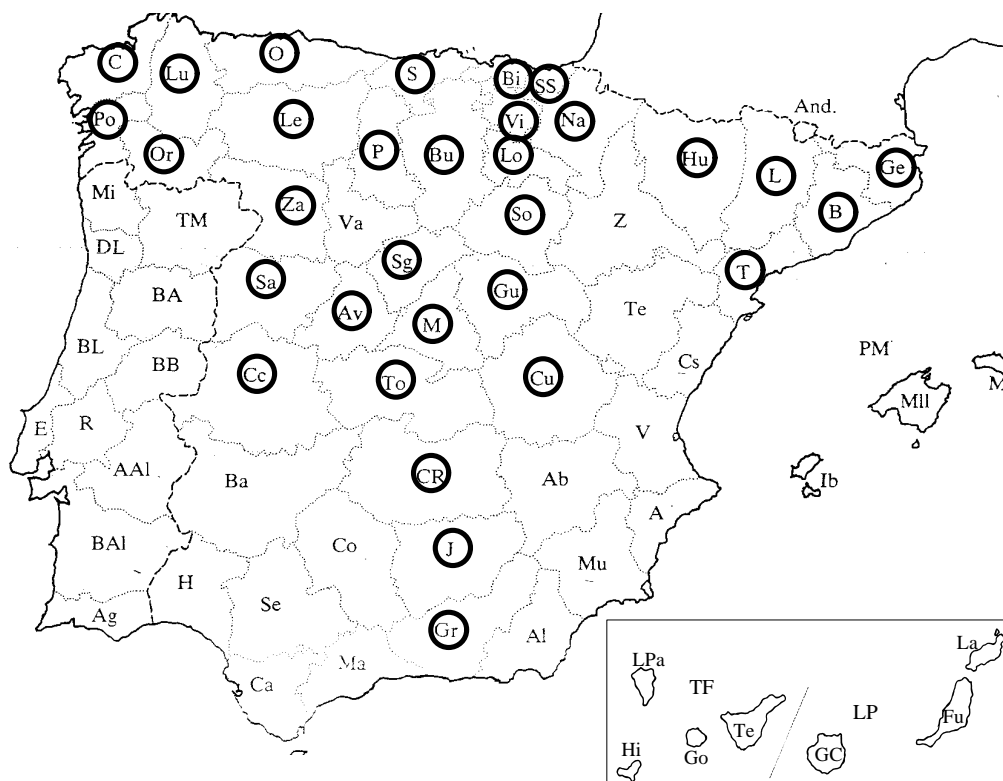 O
C
Lu
S
Bi
SS
And.
Po
Le
Vi
Na
Or
P
Bu
Lo
Hu
L
Ge
Mi
TM
Za
Va
So
Z
B
DL
Sg
T
BA
Sa
Av
Gu
M
Te
BL
BB
Cc
To
Cu
Cs
PM
M
Mll
E
R
V
AAl
Ba
CR
Ab
Ib
A
BAl
H
Co
J
Mu
Ag
Se
Gr
Al
Ma
Ca
La
LPa
TF
LP
Fu
Te
Hi
Go
GC